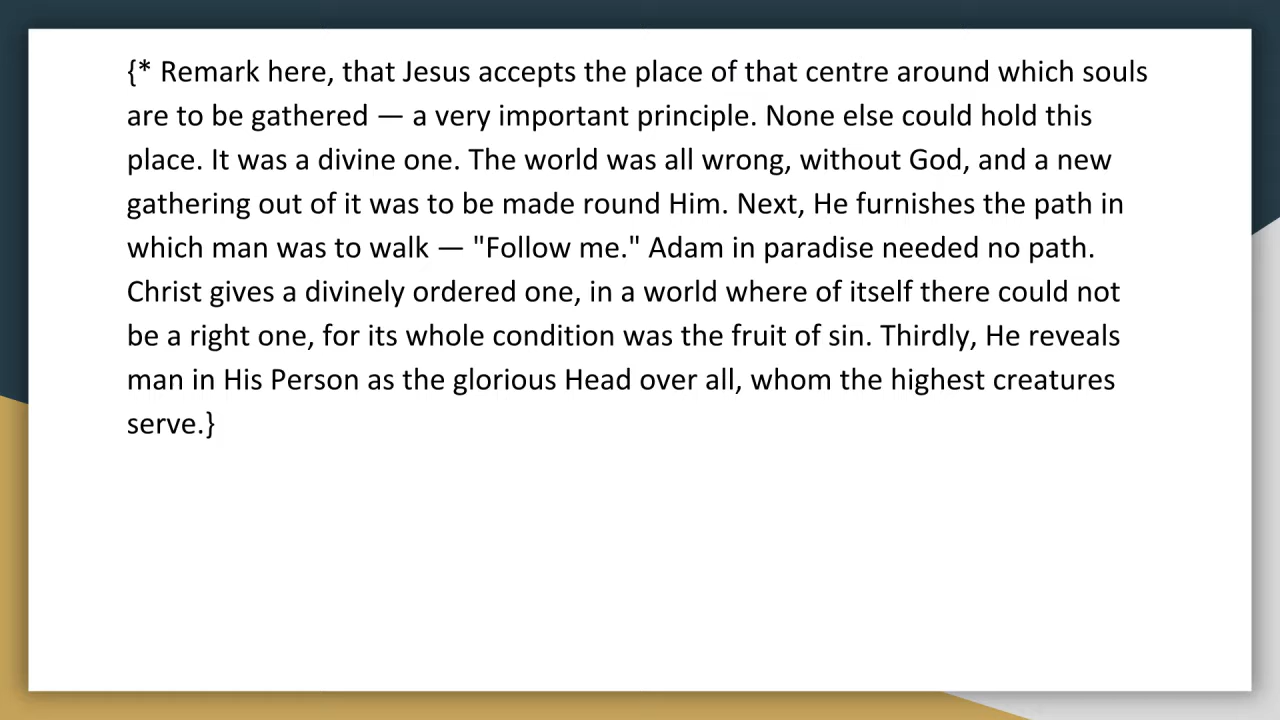 {* Remark here, that Jesus accepts the place of that centre around which souls
are to be gathered — a very important principle. None else could hold this
place. It was a divine one. The world was all wrong, without God, and a new
gathering out of it was to be made round Him. Next, He furnishes the path in
which man was to walk — "Follow me." Adam in paradise needed no path.
Christ gives a divinely ordered one, in a world where of itself there could not
be a right one, for its whole condition was the fruit of sin. Thirdly, He reveals
man in His Person as the glorious Head over all, whom the highest creatures
serve.}